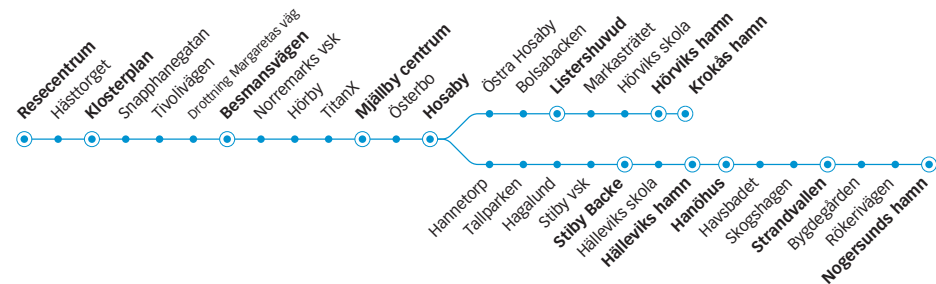 Resecentrum
Hästtorget
Klosterplan
Snapphanegatan
Tivolivägen
Drottning Margaretas väg
Besmansvägen
Norremarks vsk
Hörby
TitanX
Mjällby centrum
Österbo
Hosaby
Östra Hosaby
Bolsabacken
Listershuvud
Markasträtet
Hörviks skola
Hörviks hamn
Krokås hamn
Hannetorp
Tallparken
Hagalund
Stiby vsk
Stiby Backe
Hälleviks skola
Hälleviks hamn
Hanöhus
Havsbadet
Skogshagen
Strandvallen
Bygdegården
Rökerivägen
Nogersunds hamn